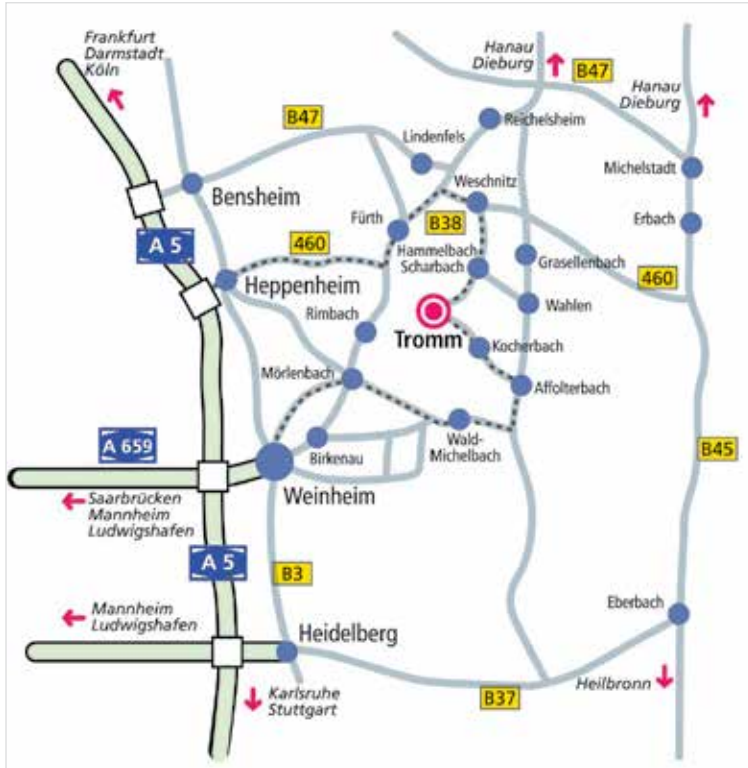 Frankfurt
Darmstadt
Köln
Hanau
Dieburg
B47
Hanau
Dieburg
B47
Lindenfels
Reichelsheim
Michelstadt
Bensheim
Weschnitz
Fürth
B38
Erbach
A 5
460
Hammelbach
Scharbach
Grasellenbach
460
Heppenheim
Rimbach
Tromm
Wahlen
Kocherbach
Mörlenbach
Affolterbach
A 659
Birkenau
Wald-
Michelbach
B45
Saarbrücken
Mannheim
Ludwigshafen
Weinheim
A 5
B3
Mannheim
Ludwigshafen
Heidelberg
Eberbach
Karlsruhe
Stuttgart
B37
Heilbronn